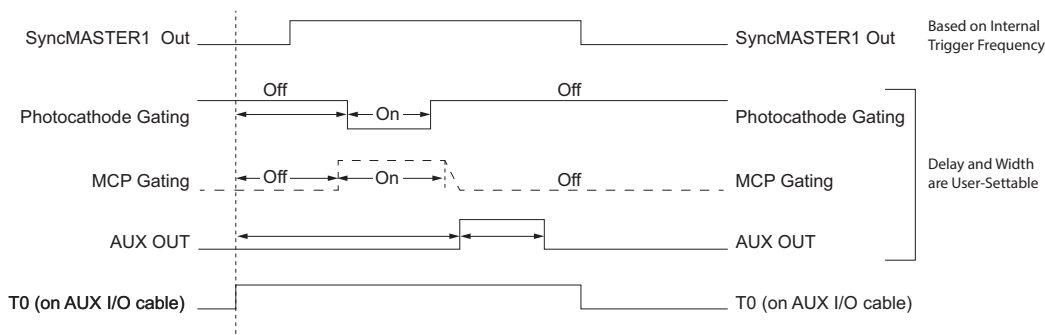 SyncMASTER1 Out
SyncMASTER1 Out
Based on Internal
Trigger Frequency
Off
Off
Photocathode Gating
On
Photocathode Gating
MCP Gating
Off
On
Off
MCP Gating
Delay and Width
are User-Settable
AUX OUT
AUX OUT
T0 (on AUX I/O cable)
T0 (on AUX I/O cable)